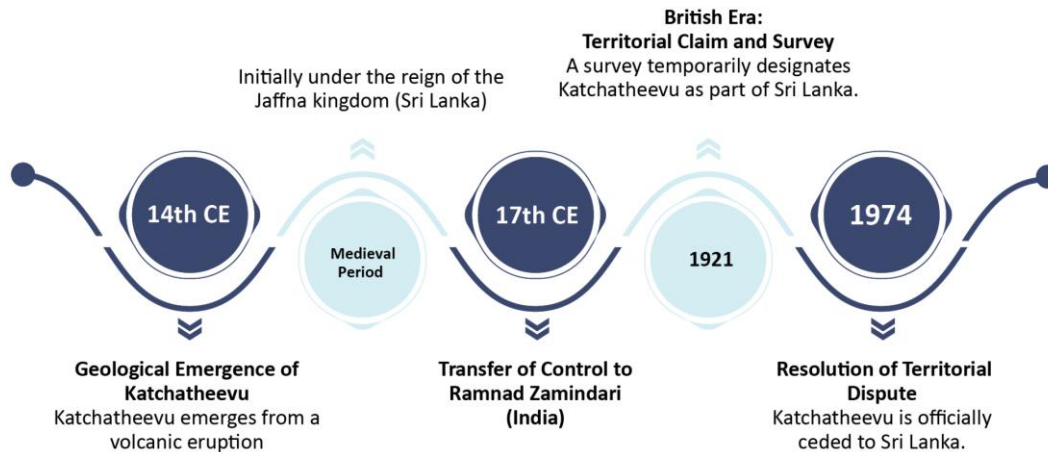 14th CE
Geological Emergence of
Katchatheevu
Katchatheevu emerges from a
volcanic eruption
Initially under the reign of the
Jaffna kingdom (Sri Lanka)
Medieval
Period
17th CE
Transfer of Control to
Ramnad Zamindari
(India)
British Era:
Territorial Claim and Survey
A survey temporarily designates
Katchatheevu as part of Sri Lanka.
1921
1974
Resolution of Territorial
Dispute
Katchatheevu is officially
ceded to Sri Lanka.